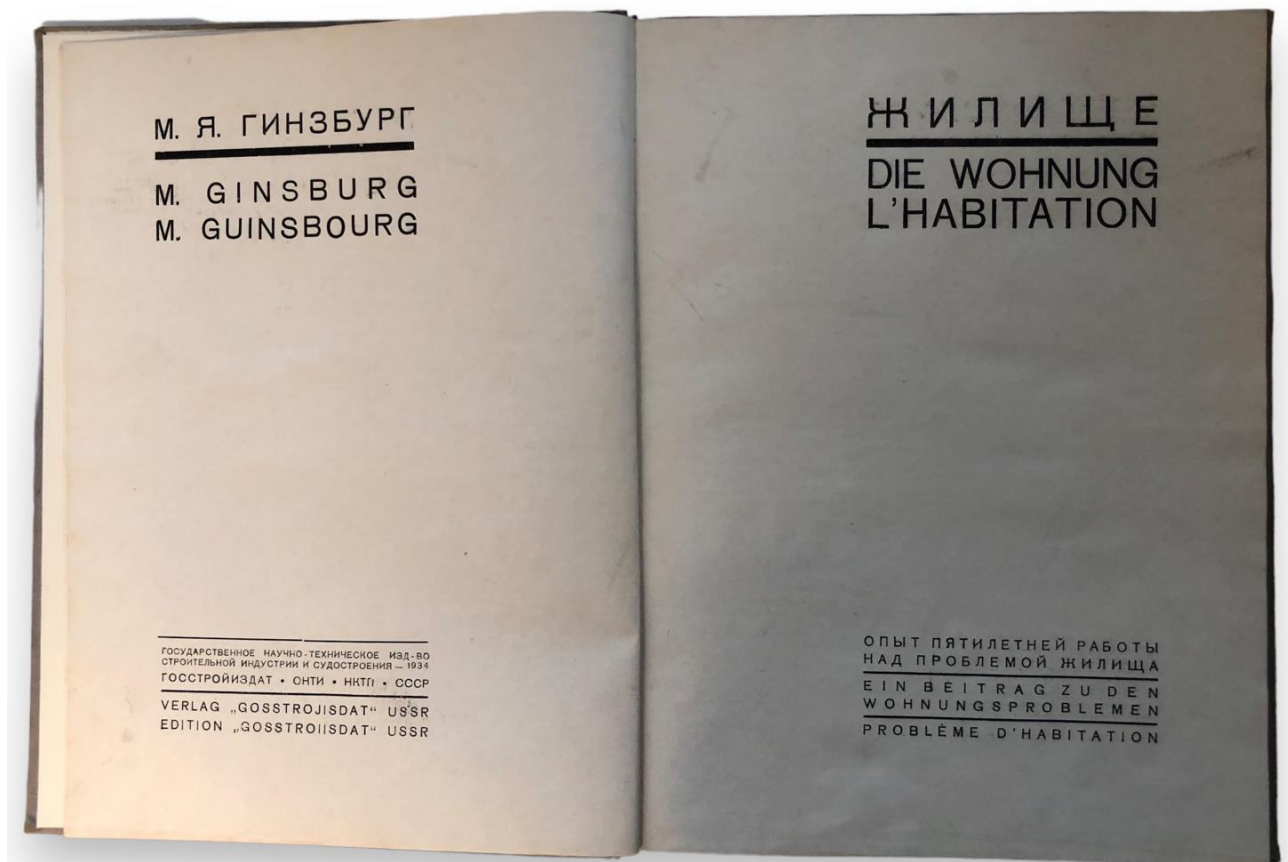 М. Я. ГИНЗБУРГ
M. GINSBURG
M. GUINSBOURG
ГОСУДАРСТВЕННОЕ НАУЧНО-ТЕХНИЧЕСКОЕ ИЗД-ВО
СТРОИТЕЛЬНОЙ ИНДУСТРИИ И СУДОСТРОЕНИЯ — 1934
ГОССТРОЙИЗДАТ • ОНТИ • НКТП • СССР
VERLAG „GOSSTROJISDAT“ USSR
EDITION „GOSSTROIISDAT“ USSR
ЖИЛИЩЕ
DIE WOHNUNG
L'HABITATION
ОПЫТ ПЯТИЛЕТНЕЙ РАБОТЫ
НАД ПРОБЛЕМОЙ ЖИЛИЩА
EIN BEITRAG ZU DEN
WOHNUNGSPROBLEMEN
PROBLÈME D'HABITATION